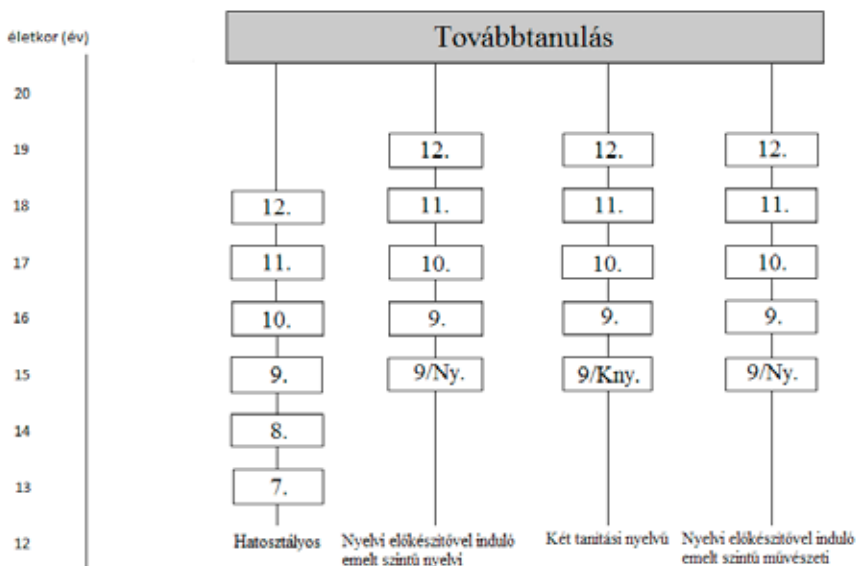 életkor (év)
Továbbtanulás
20
19 12. 12. 12.
18 12. 11. 11. 11.
17 11. 10. 10. 10.
16 10. 9. 9. 9.
15 9. 9/Ny. 9/Kny. 9/Ny.
14 8.
13 7.
12
Hatosztályos
Nyelvi előkészítővel induló
emelt szintű nyelvi
Két tanítási nyelvű
Nyelvi előkészítővel induló
emelt szintű művészeti